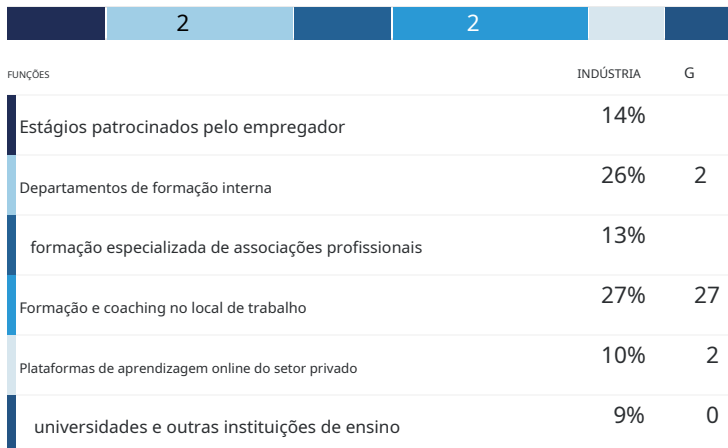 2 2
FUNÇÕES INDÚSTRIA G
Estágios patrocinados pelo empregador 14%
Departamentos de formação interna 26% 2
formação especializada de associações profissionais 13%
Formação e coaching no local de trabalho 27% 27
Plataformas de aprendizagem online do setor privado 10% 2
universidades e outras instituições de ensino 9% 0